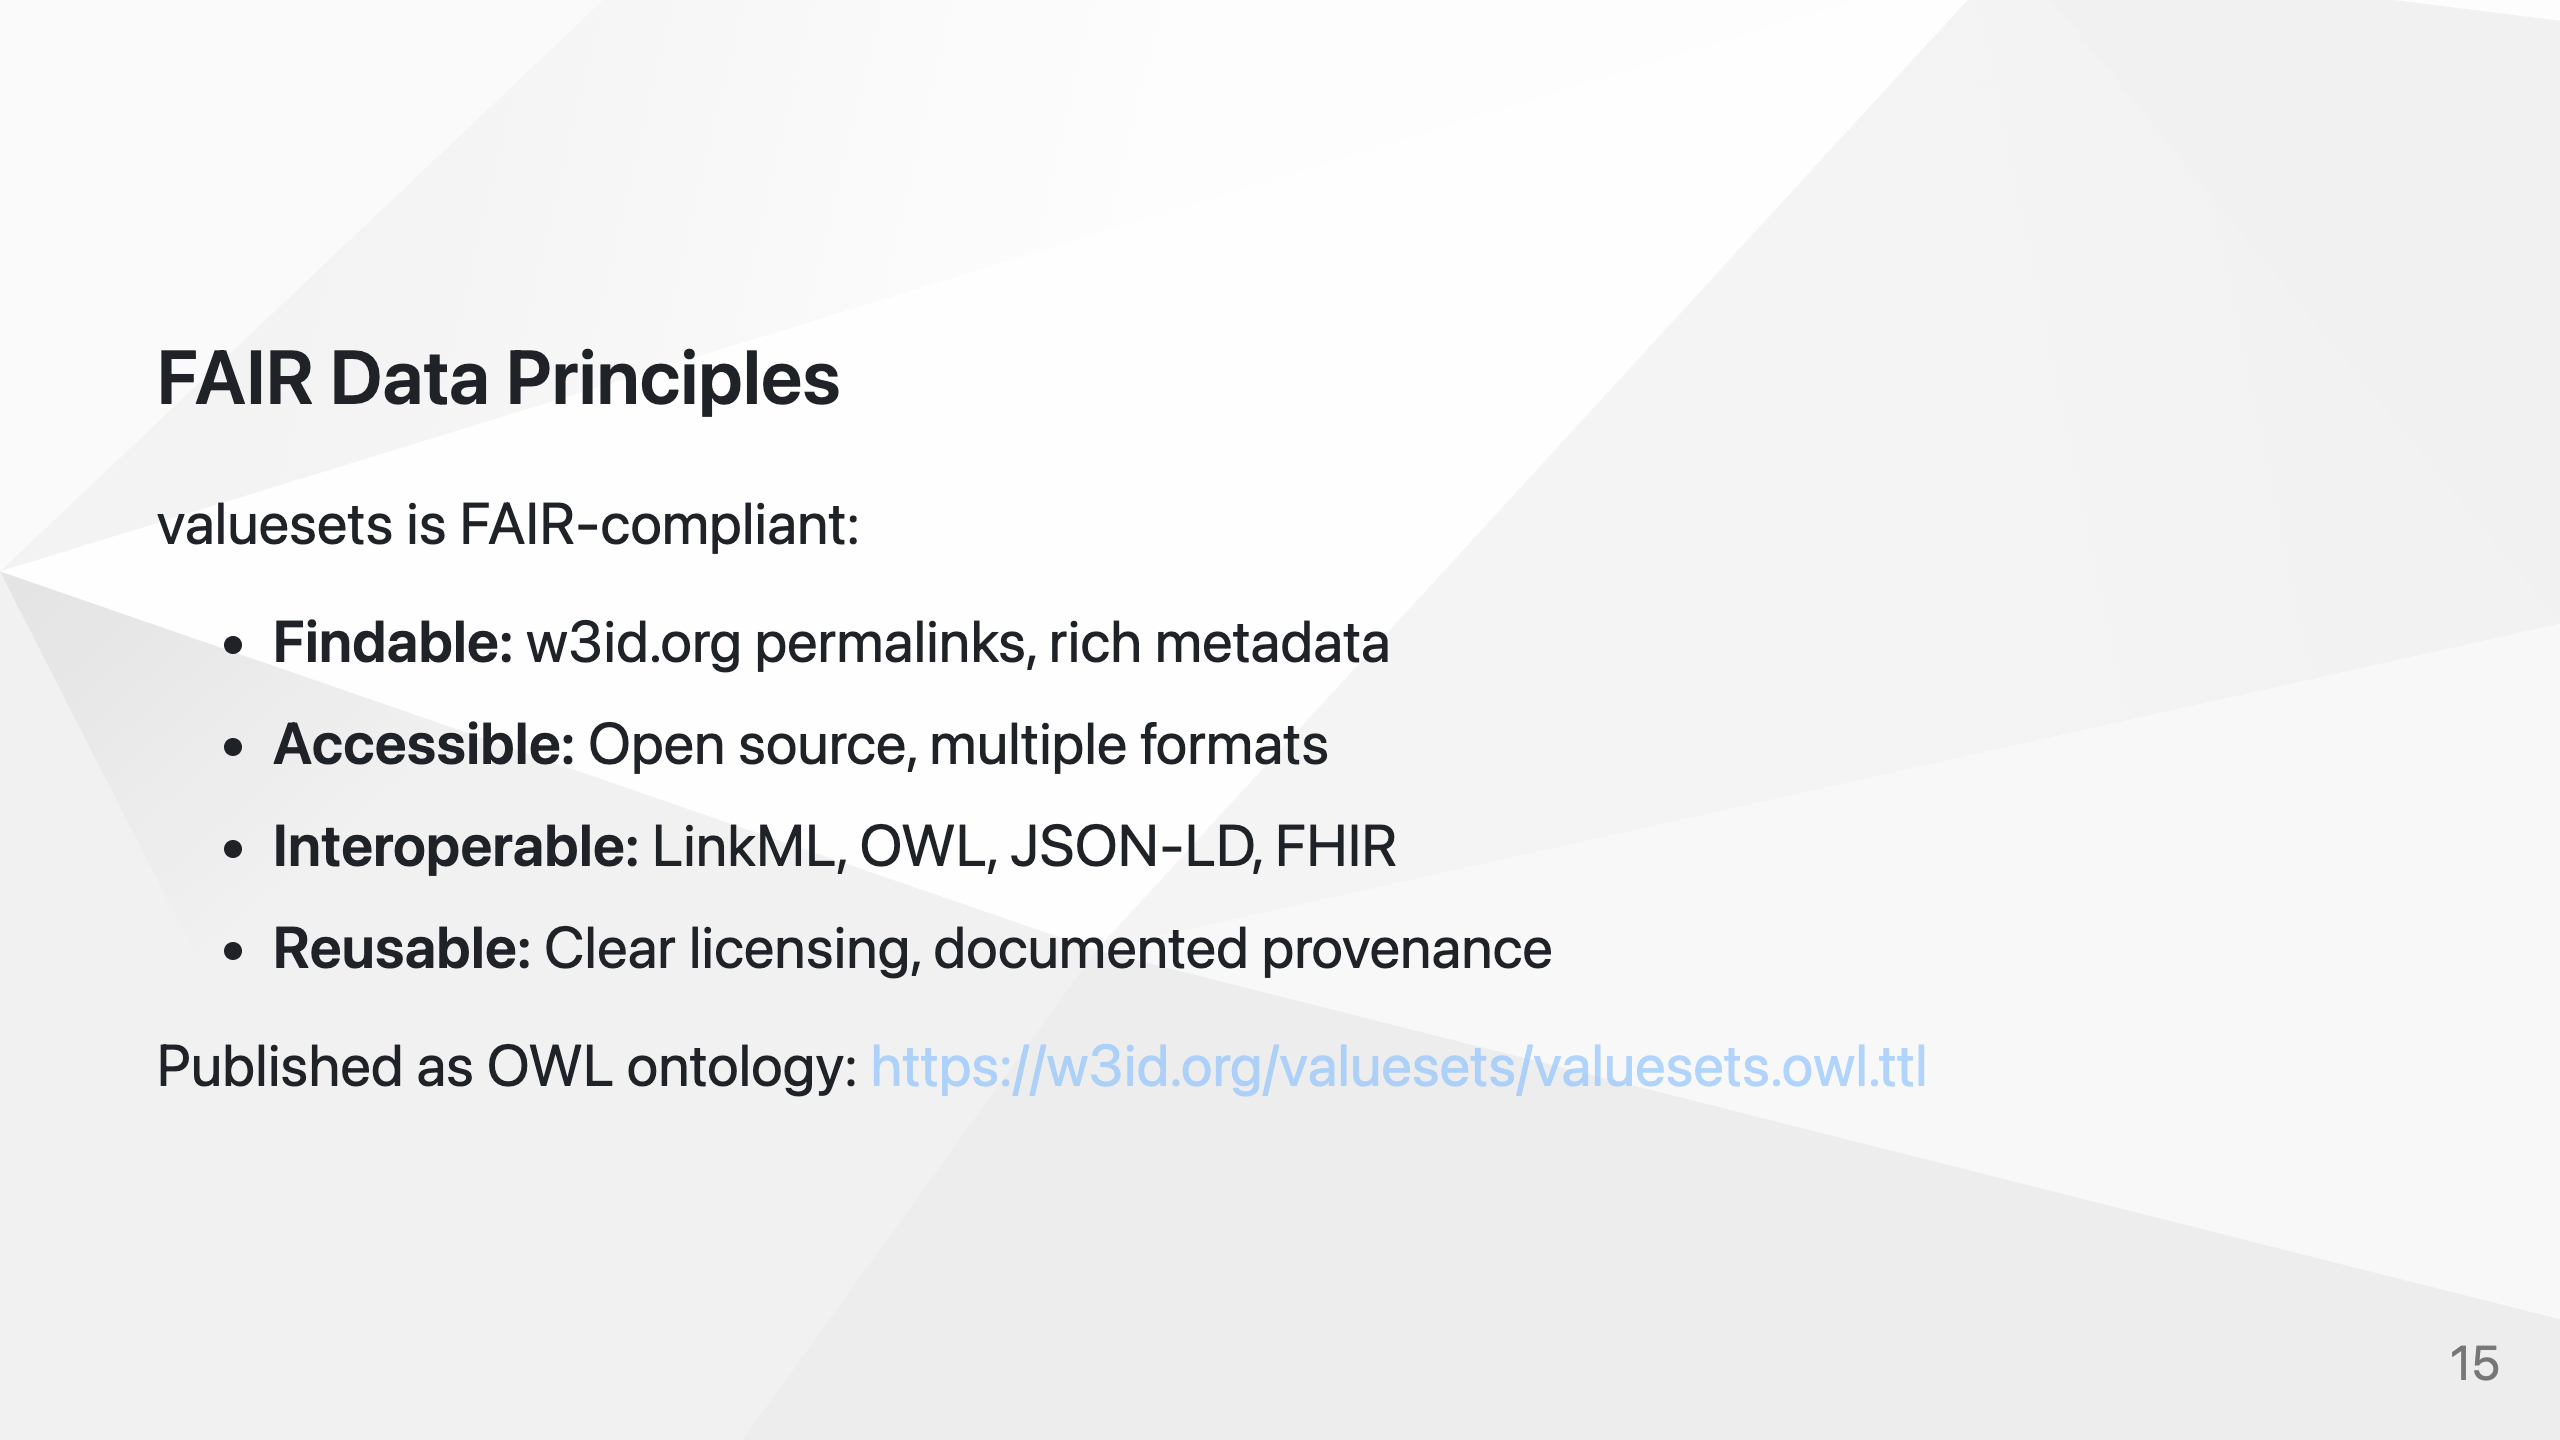 FAIR Data Principles
valuesets is FAIR-compliant:
• Findable: w3id.org permalinks, rich metadata
• Accessible: Open source, multiple formats
• Interoperable: LinkML, OWL, JSON-LD, FHIR
• Reusable: Clear licensing, documented provenance
Published as OWL ontology: https://w3id.org/valuesets/valuesets.owl.ttl
15